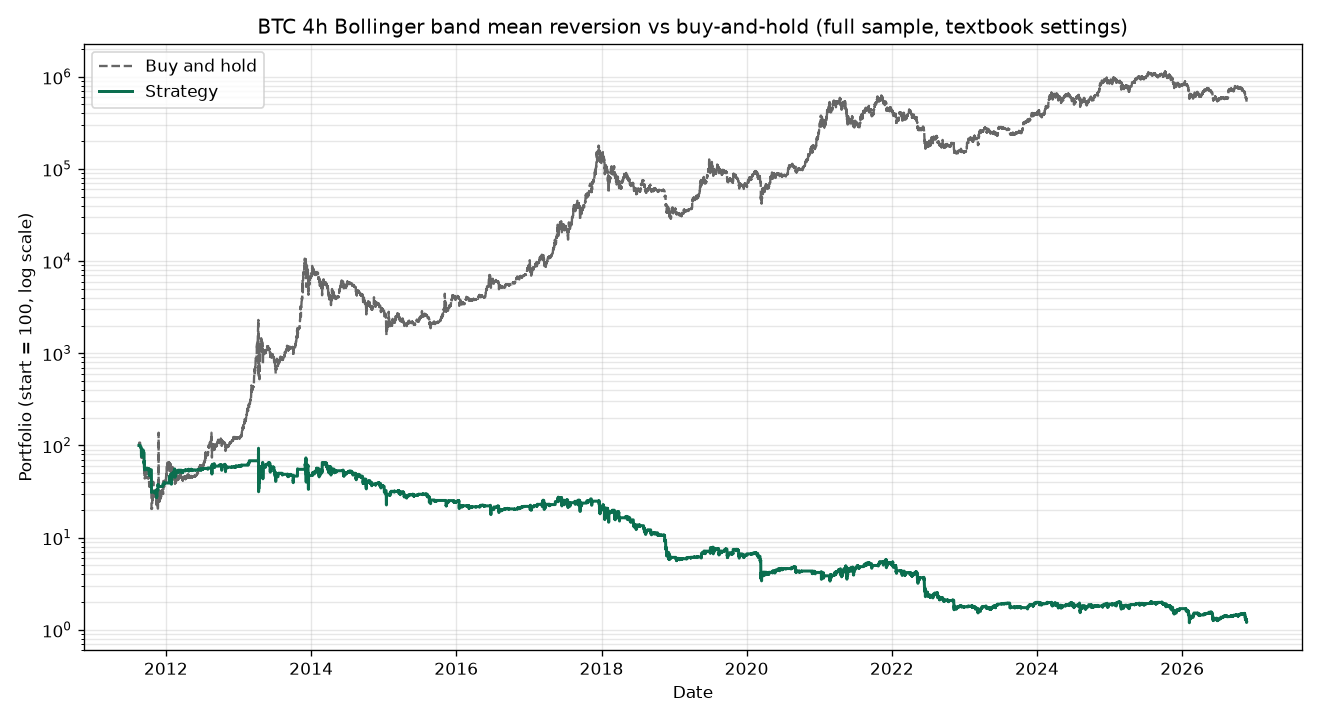 BTC 4h Bollinger band mean reversion vs buy-and-hold (full sample, textbook settings)
Buy and hold
Strategy
Portfolio (start = 100, log scale)
10⁶
10⁵
10⁴
10³
10²
10¹
10⁰
2012 2014 2016 2018 2020 2022 2024 2026
Date